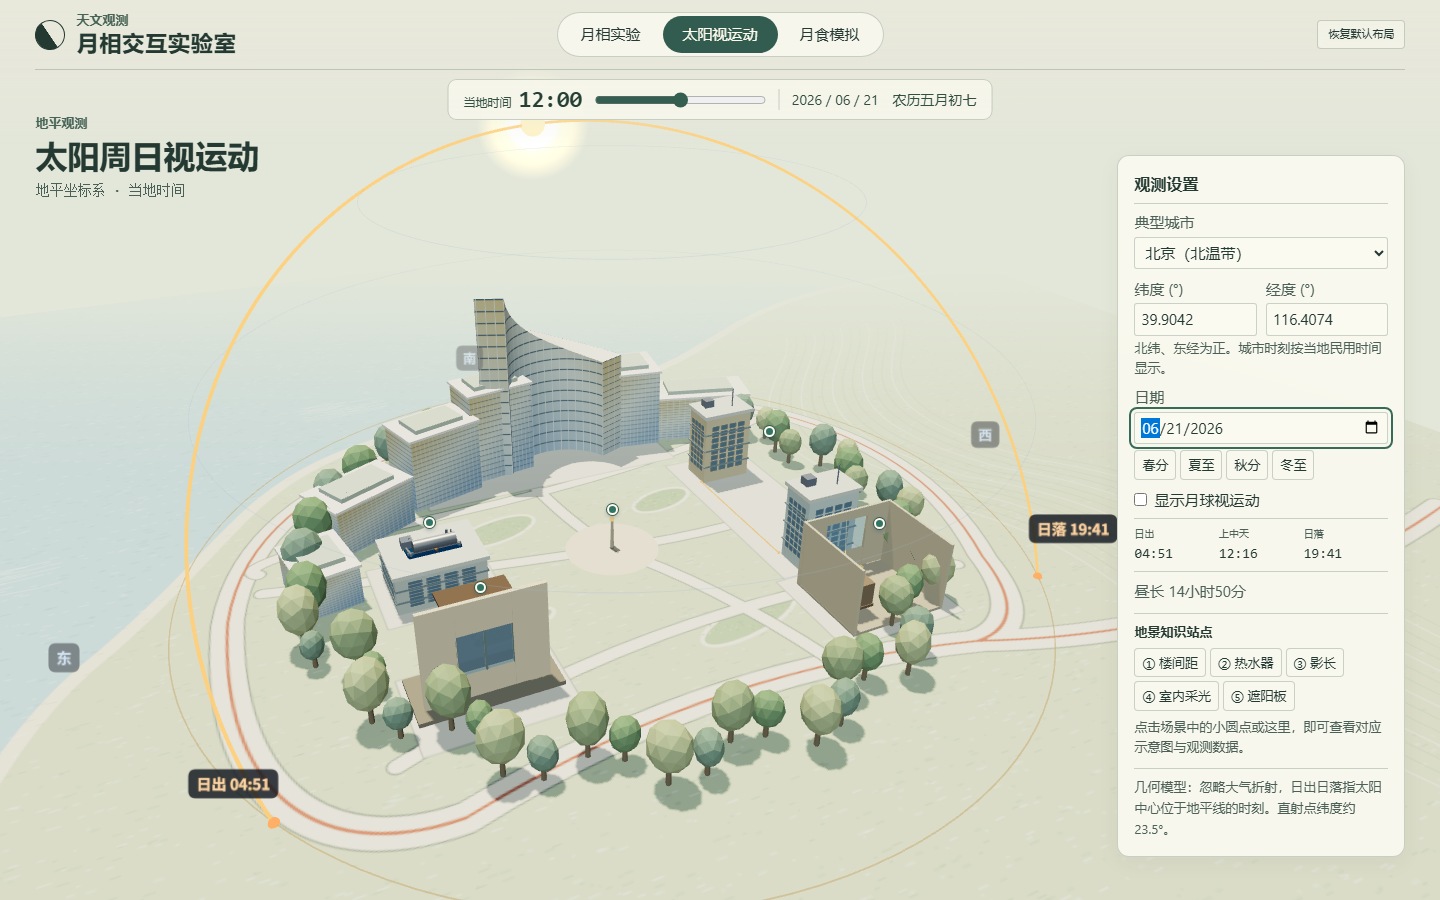 天文观测
月相交互实验室
月相实验
太阳视运动
月食模拟
恢复默认布局
当地时间 12:00
2026 / 06 / 21 农历五月初七
地平观测
太阳周日视运动
地平坐标系 · 当地时间
南
西
东
日落 19:41
日出 04:51
观测设置
典型城市
北京（北温带）
纬度 (°) 经度 (°)
39.9042 116.4074
北纬、东经为正。城市时刻按当地民用时间
显示。
日期
06/21/2026
春分 夏至 秋分 冬至
显示月球视运动
日出 上中天 日落
04:51 12:16 19:41
昼长 14小时50分
地景知识站点
① 楼间距 ② 热水器 ③ 影长
④ 室内采光 ⑤ 遮阳板
点击场景中的小圆点或这里，即可查看对应
示意图与观测数据。
几何模型：忽略大气折射，日出日落指太阳
中心位于地平线的时刻。直射点纬度约
23.5°。